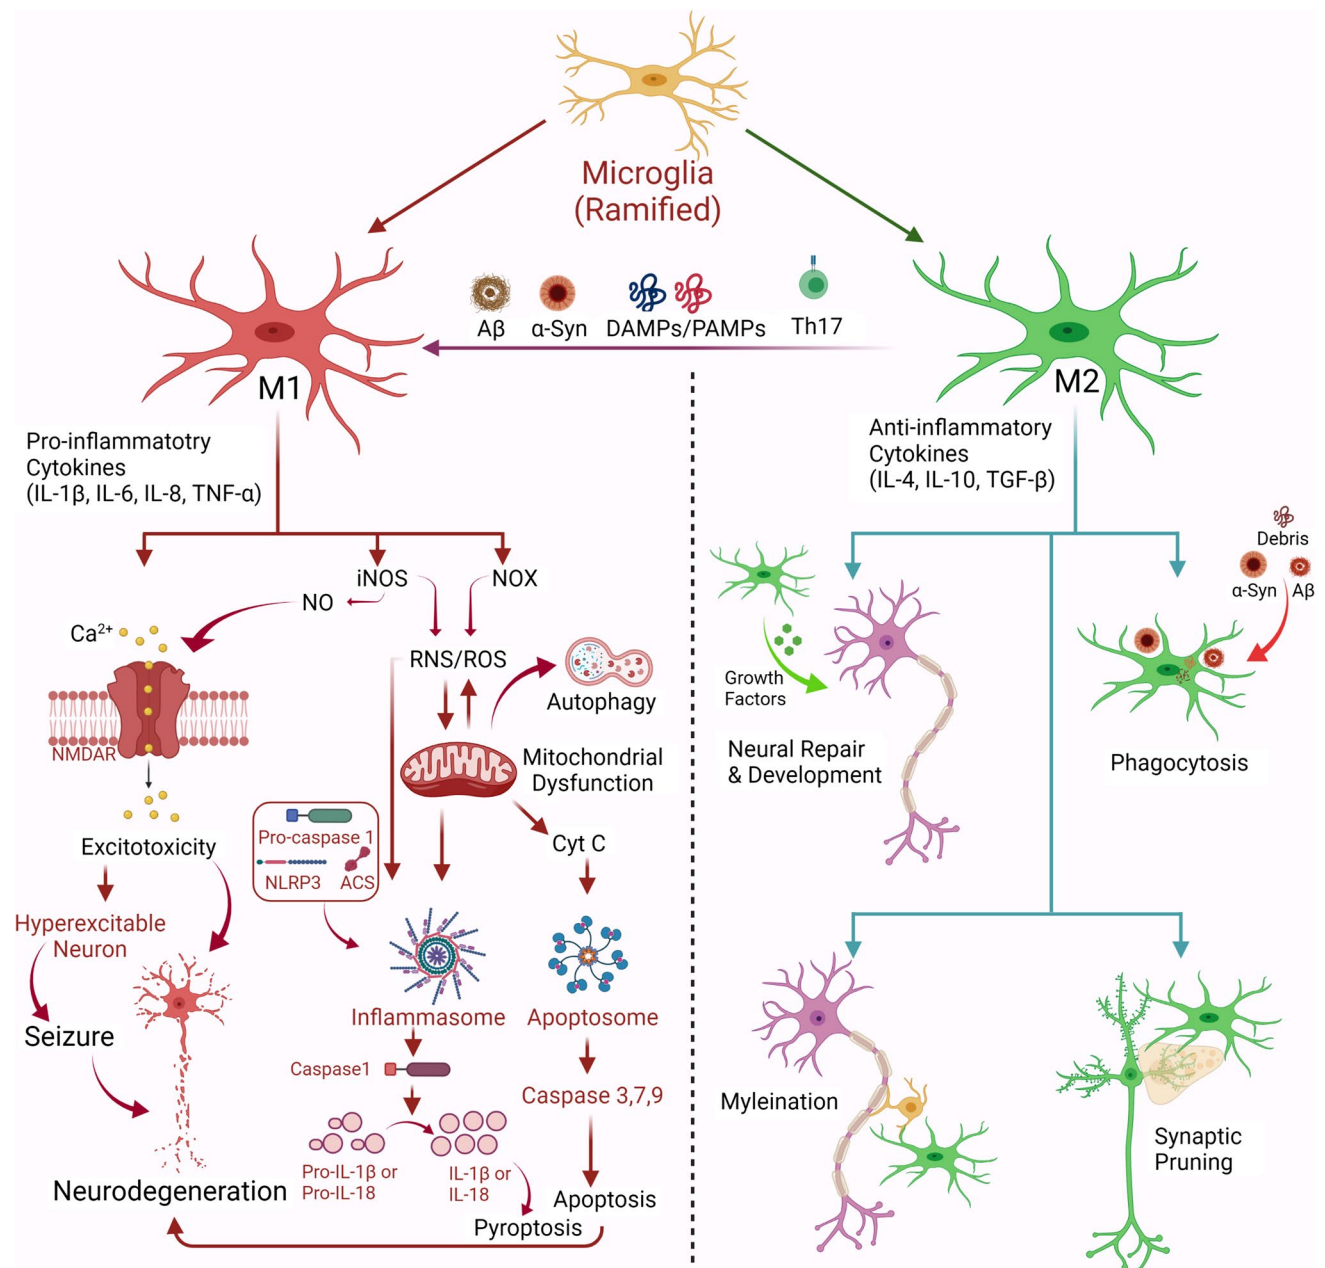 Microglia
(Ramified)
Aβ
α-Syn
DAMPs/PAMPs
Th17
M1
M2
Pro-inflammatotry
Cytokines
(IL-1β, IL-6, IL-8, TNF-α)
iNOS
NOX
NO
Ca²⁺
RNS/ROS
Autophagy
NMDAR
Mitochondrial
Dysfunction
Excitotoxicity
Pro-caspase 1
NLRP3
ACS
Cyt C
Hyperexcitable
Neuron
Seizure
Inflammasome
Apoptosome
Caspase1
Caspase 3,7,9
Pro-IL-1β or
Pro-IL-18
IL-1β or
IL-18
Neurodegeneration
Apoptosis
Pyroptosis
Anti-inflammatory
Cytokines
(IL-4, IL-10, TGF-β)
Debris
α-Syn
Aβ
Growth
Factors
Neural Repair
& Development
Phagocytosis
Myleination
Synaptic
Pruning